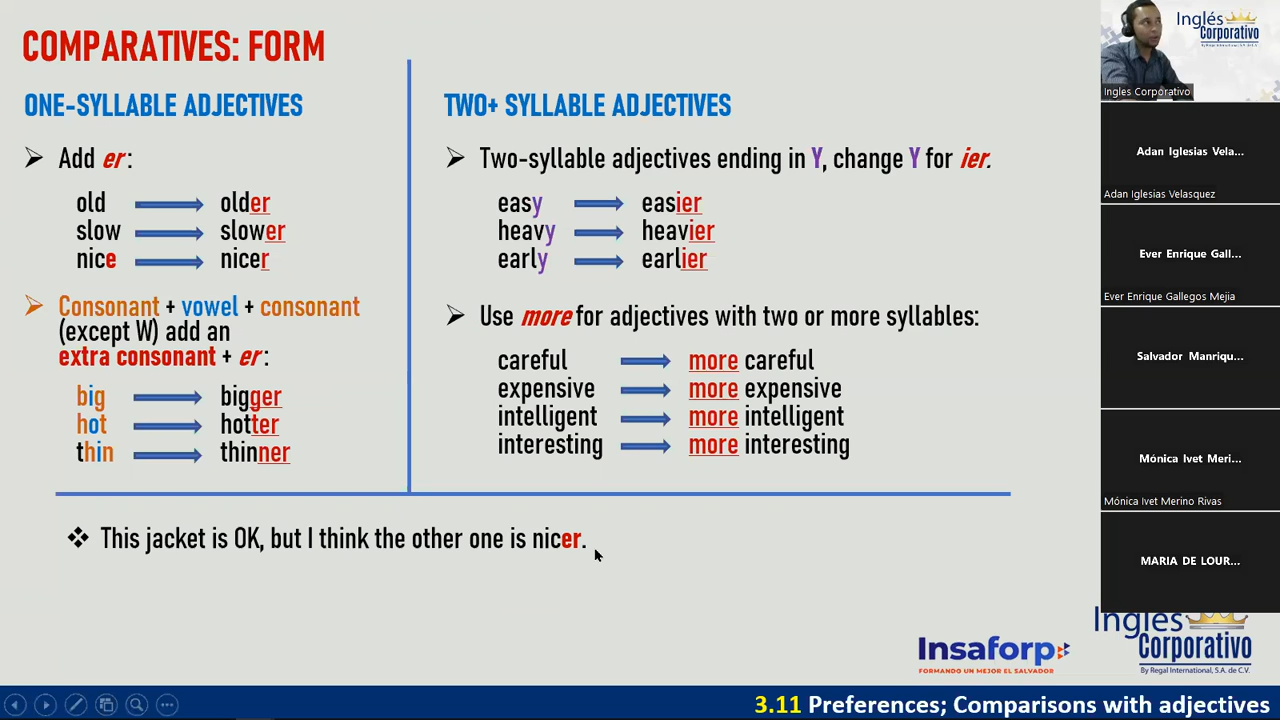 COMPARATIVES: FORM
ONE-SYLLABLE ADJECTIVES
Add er:
old older
slow slower
nice nicer
Consonant + vowel + consonant
(except W) add an
extra consonant + er:
big bigger
hot hotter
thin thinner
TWO+ SYLLABLE ADJECTIVES
Two-syllable adjectives ending in Y, change Y for ier.
easy easier
heavy heavier
early earlier
Use more for adjectives with two or more syllables:
careful more careful
expensive more expensive
intelligent more intelligent
interesting more interesting
This jacket is OK, but I think the other one is nicer.
Inglés
Corporativo
By Regal International, S.A. de C.V.
Ingles Corporativo
Adan Iglesias Vela...
Adan Iglesias Velasquez
Ever Enrique Gall...
Ever Enrique Gallegos Mejia
Salvador Manriqu...
Mónica Ivet Meri...
Mónica Ivet Merino Rivas
MARIA DE LOUR...
Insaforp
FORMANDO UN MEJOR EL SALVADOR
Inglés
Corporativo
By Regal International, S.A. de C.V.
3.11 Preferences; Comparisons with adjectives